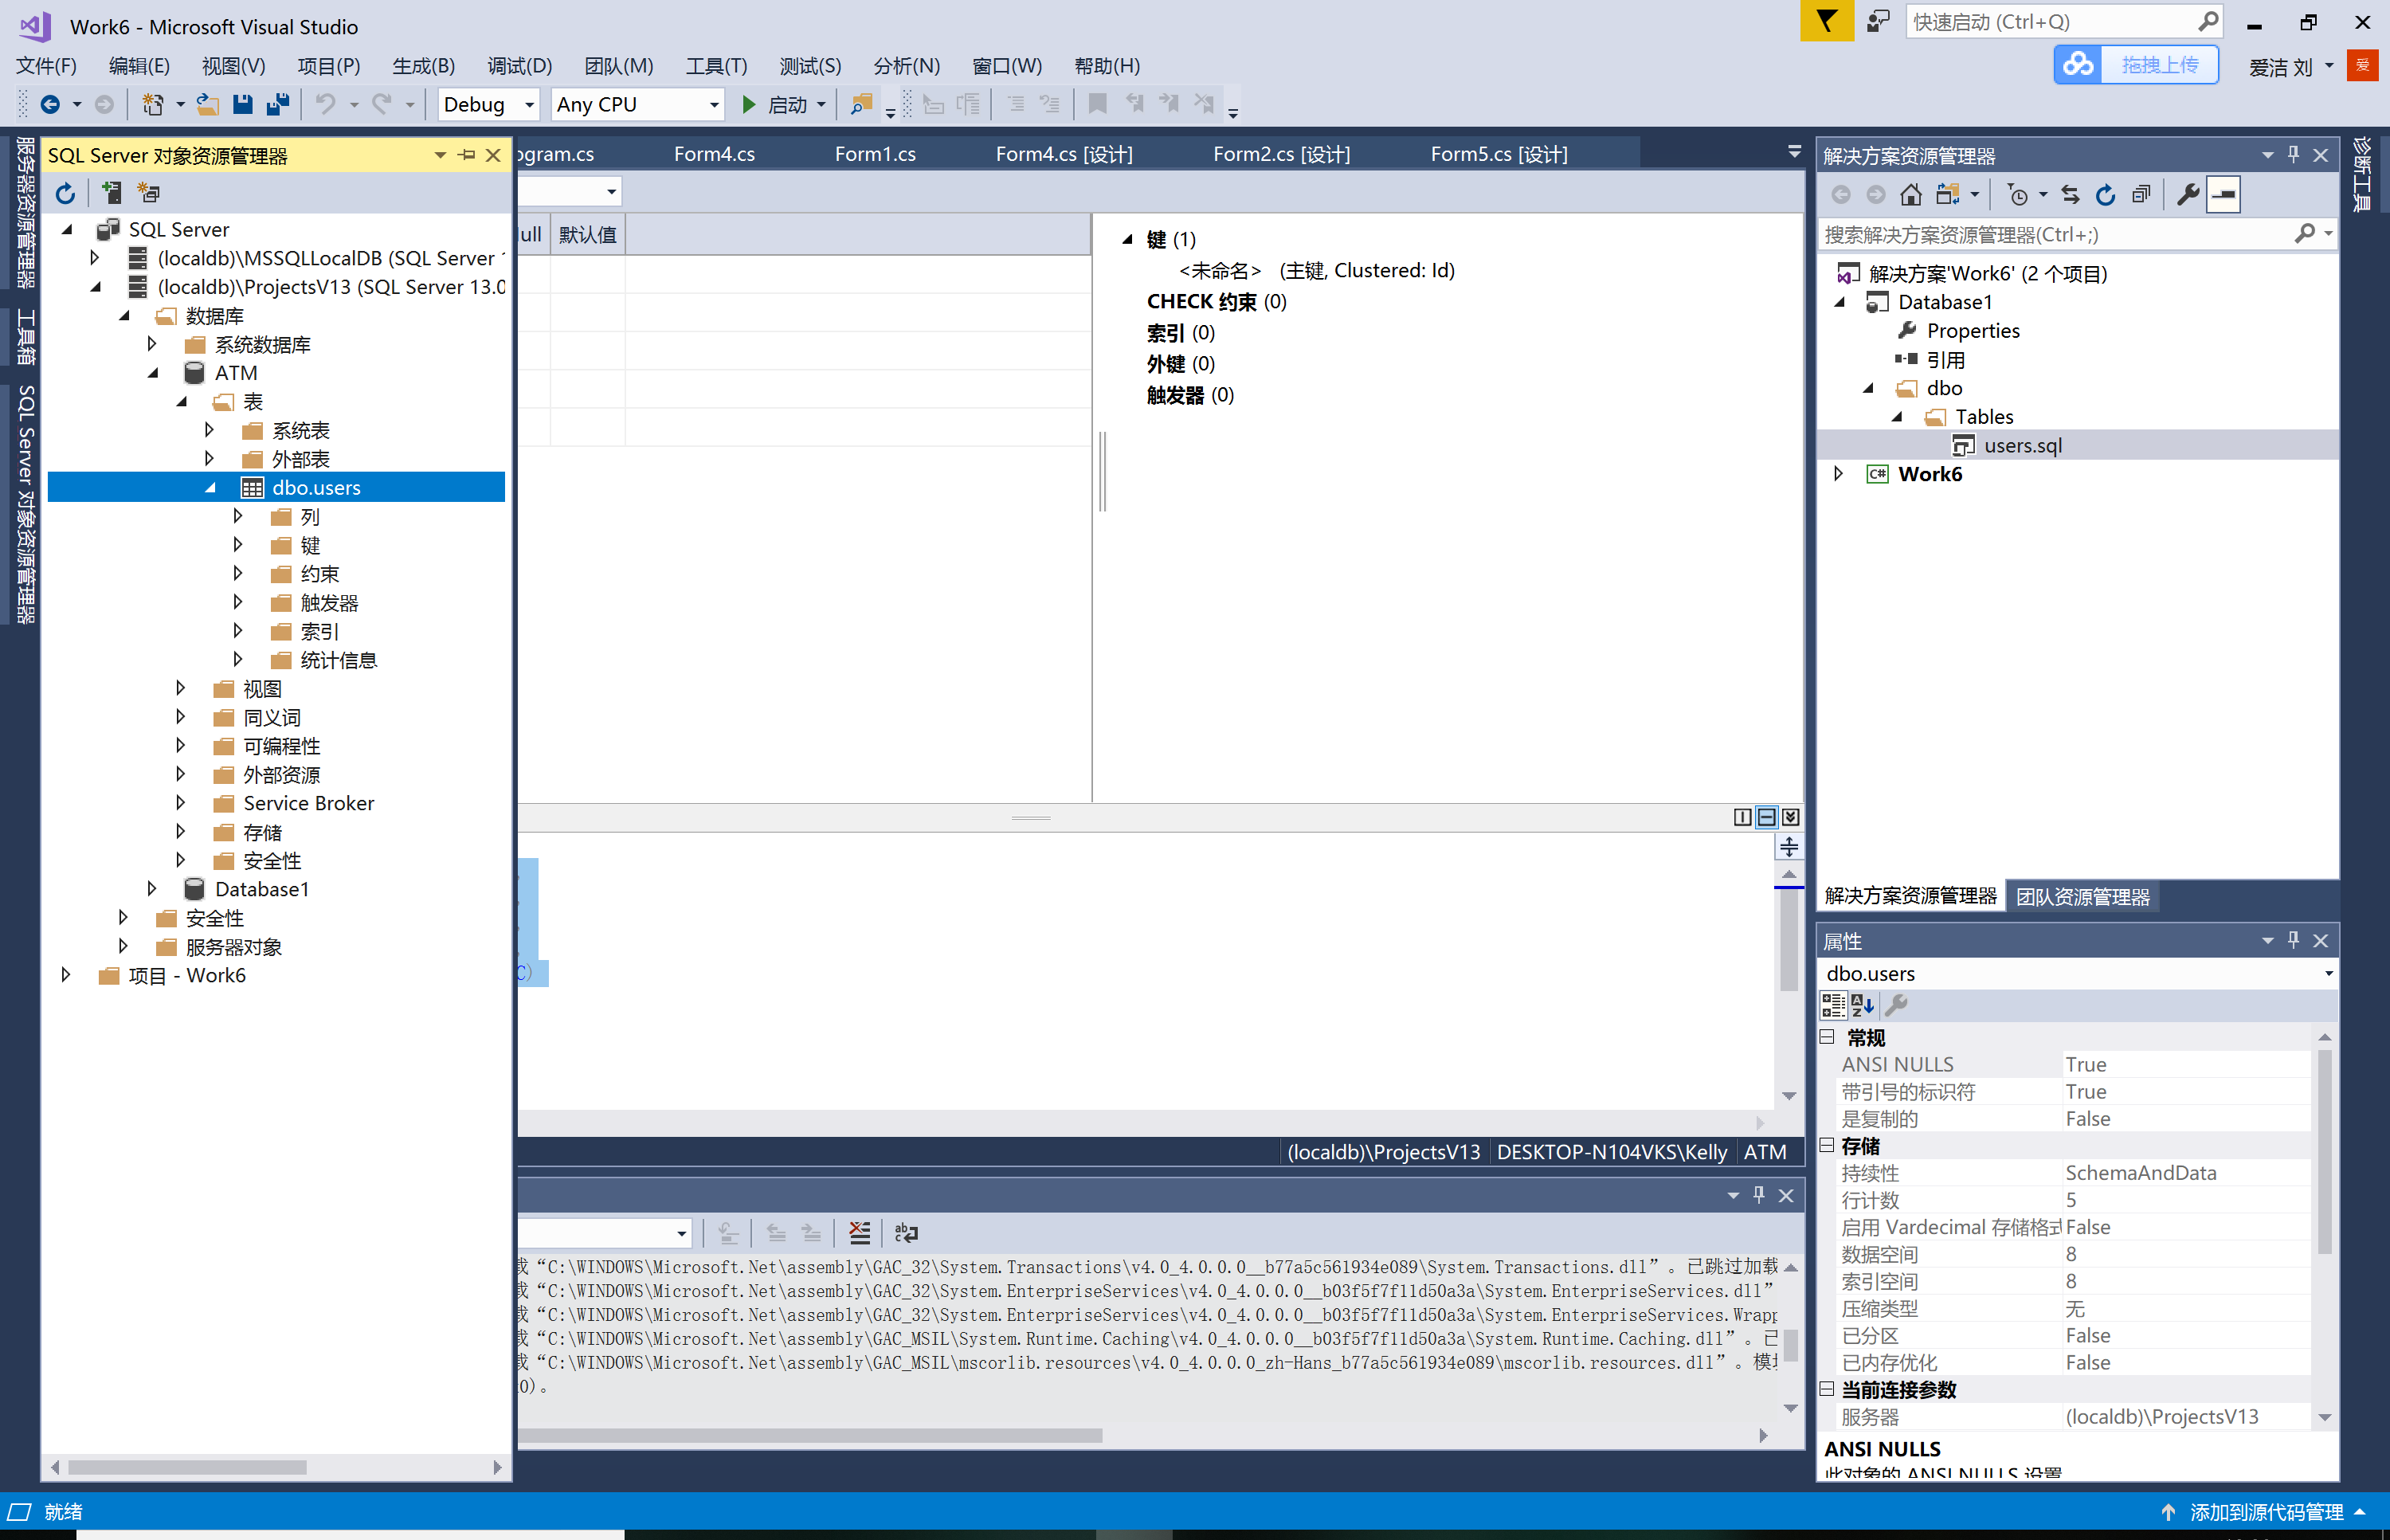 Work6 - Microsoft Visual Studio
快速启动 (Ctrl+Q)
文件(F) 编辑(E) 视图(V) 项目(P) 生成(B) 调试(D) 团队(M) 工具(T) 测试(S) 分析(N) 窗口(W) 帮助(H)
拖拽上传
爱洁 刘
爱
Debug Any CPU 启动
服务器资源管理器
工具箱
SQL Server 对象资源管理器
SQL Server 对象资源管理器
SQL Server
(localdb)\MSSQLLocalDB (SQL Server
(localdb)\ProjectsV13 (SQL Server 13.0
数据库
系统数据库
ATM
表
系统表
外部表
dbo.users
列
键
约束
触发器
索引
统计信息
视图
同义词
可编程性
外部资源
Service Broker
存储
安全性
Database1
安全性
服务器对象
项目 - Work6
ogram.cs Form4.cs Form1.cs Form4.cs [设计] Form2.cs [设计] Form5.cs [设计]
ull 默认值
键 (1)
<未命名> (主键, Clustered: Id)
CHECK 约束 (0)
索引 (0)
外键 (0)
触发器 (0)
C)
(localdb)\ProjectsV13 DESKTOP-N104VKS\Kelly ATM
载“C:\WINDOWS\Microsoft.Net\assembly\GAC_32\System.Transactions\v4.0_4.0.0.0__b77a5c561934e089\System.Transactions.dll”。已跳过加载
载“C:\WINDOWS\Microsoft.Net\assembly\GAC_32\System.EnterpriseServices\v4.0_4.0.0.0__b03f5f7f11d50a3a\System.EnterpriseServices.dll”
载“C:\WINDOWS\Microsoft.Net\assembly\GAC_32\System.EnterpriseServices\v4.0_4.0.0.0__b03f5f7f11d50a3a\System.EnterpriseServices.Wrapp
载“C:\WINDOWS\Microsoft.Net\assembly\GAC_MSIL\System.Runtime.Caching\v4.0_4.0.0.0__b03f5f7f11d50a3a\System.Runtime.Caching.dll”。已
载“C:\WINDOWS\Microsoft.Net\assembly\GAC_MSIL\mscorlib.resources\v4.0_4.0.0.0_zh-Hans_b77a5c561934e089\mscorlib.resources.dll”。模
0)。
解决方案资源管理器
搜索解决方案资源管理器(Ctrl+;)
解决方案'Work6' (2 个项目)
Database1
Properties
引用
dbo
Tables
users.sql
C# Work6
解决方案资源管理器 团队资源管理器
诊断工具
属性
dbo.users
常规
ANSI NULLS True
带引号的标识符 True
是复制的 False
存储
持续性 SchemaAndData
行计数 5
启用 Vardecimal 存储格式 False
数据空间 8
索引空间 8
压缩类型 无
已分区 False
已内存优化 False
当前连接参数
服务器 (localdb)\ProjectsV13
ANSI NULLS
此对象的 ANSI NULLS 设置
就绪
添加到源代码管理